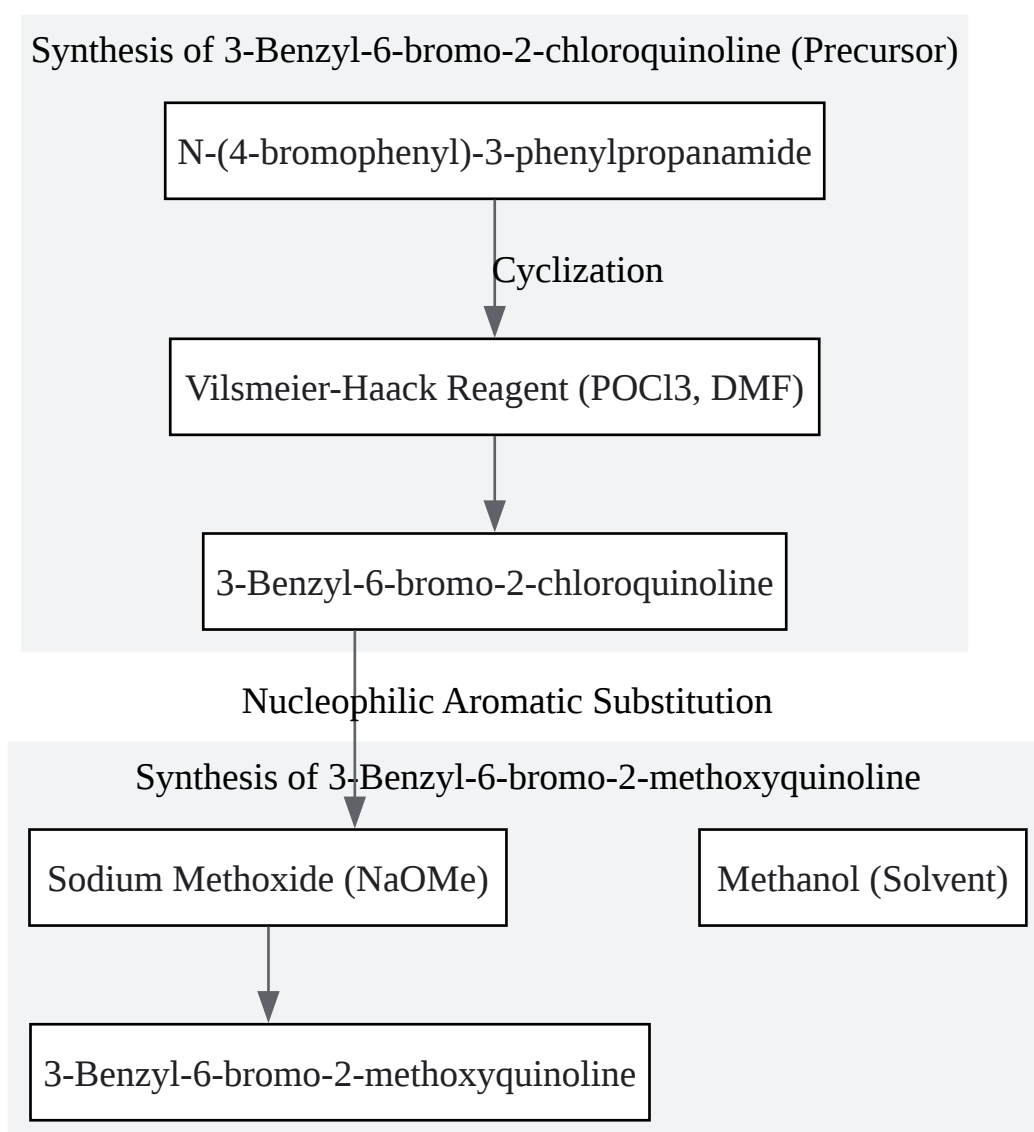 Synthesis of 3-Benzyl-6-bromo-2-chloroquinoline (Precursor)
N-(4-bromophenyl)-3-phenylpropanamide
Cyclization
Vilsmeier-Haack Reagent (POCl3, DMF)
3-Benzyl-6-bromo-2-chloroquinoline
Nucleophilic Aromatic Substitution
Synthesis of 3-Benzyl-6-bromo-2-methoxyquinoline
Sodium Methoxide (NaOMe)
Methanol (Solvent)
3-Benzyl-6-bromo-2-methoxyquinoline